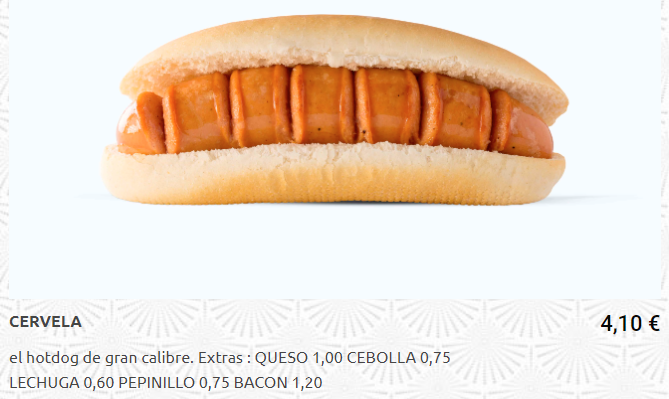 CERVELA
4,10 €
el hotdog de gran calibre. Extras : QUESO 1,00 CEBOLLA 0,75
LECHUGA 0,60 PEPINILLO 0,75 BACON 1,20